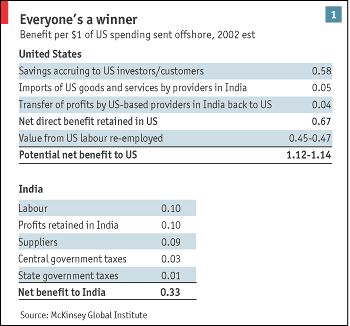 Everyone's a winner
1
Benefit per $1 of US spending sent offshore, 2002 est
United States
Savings accruing to US investors/customers 0.58
Imports of US goods and services by providers in India 0.05
Transfer of profits by US-based providers in India back to US 0.04
Net direct benefit retained in US 0.67
Value from US labour re-employed 0.45-0.47
Potential net benefit to US 1.12-1.14
India
Labour 0.10
Profits retained in India 0.10
Suppliers 0.09
Central government taxes 0.03
State government taxes 0.01
Net benefit to India 0.33
Source: McKinsey Global Institute